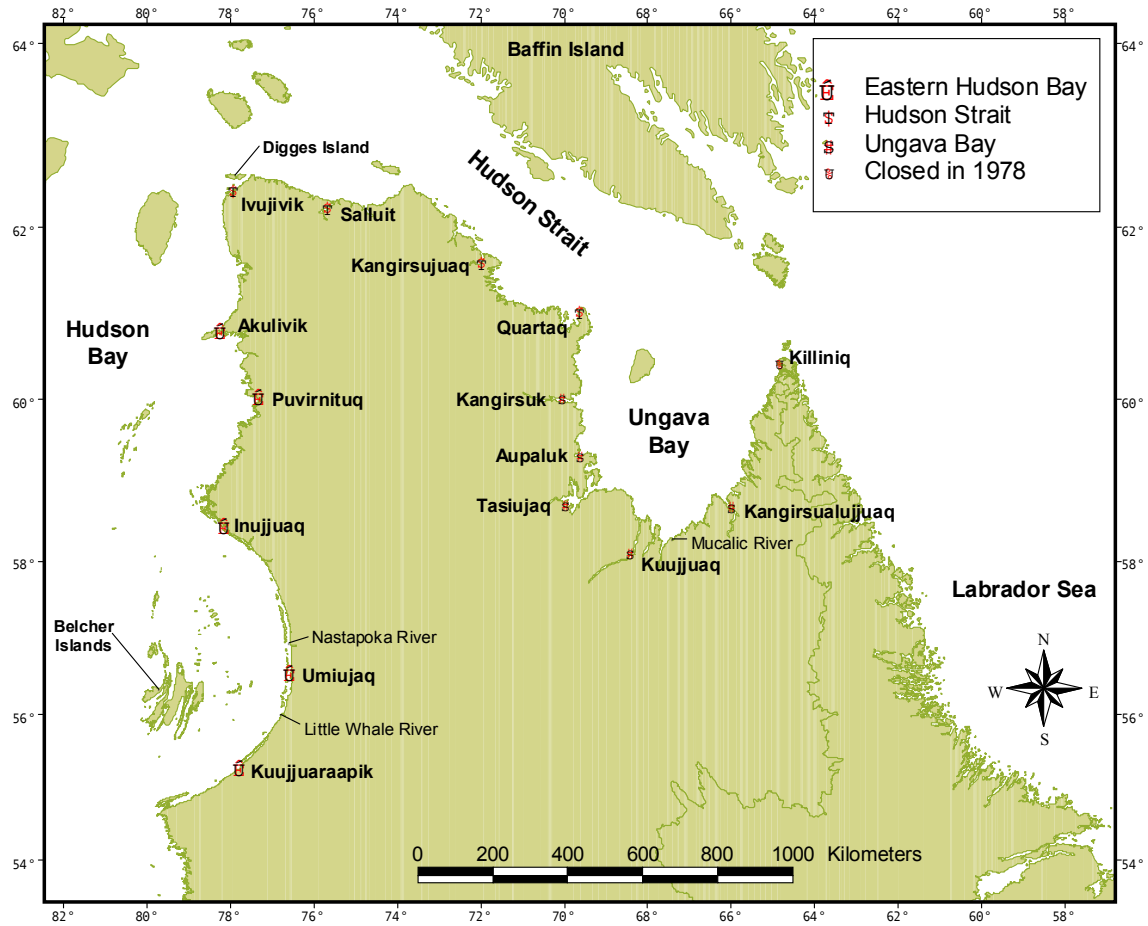 82 80 78 76 74 72 70 68 66 64 62 60 58
64° 64°
Baffin Island
Eastern Hudson Bay
Hudson Strait
Ungava Bay
Closed in 1978
Digges Island
Hudson Strait
Ivujivik
Salluit
62° 62°
Kangirsujuaq
Akulivik
Quartaq
Hudson
Bay
Killiniq
Puvirnituq
Kangirsuk
60° 60°
Ungava
Bay
Aupaluk
Tasiujaq
Kangirsualujjuaq
Inujjuaq
Mucalic River
58° 58°
Kuujjuaq
Labrador Sea
Belcher
Islands
Nastapoka River
N
Umiujaq
W E
56° 56°
Little Whale River
S
Kuujjuaraapik
0 200 400 600 800 1000 Kilometers
54° 54°
82 80 78 76 74 72 70 68 66 64 62 60 58